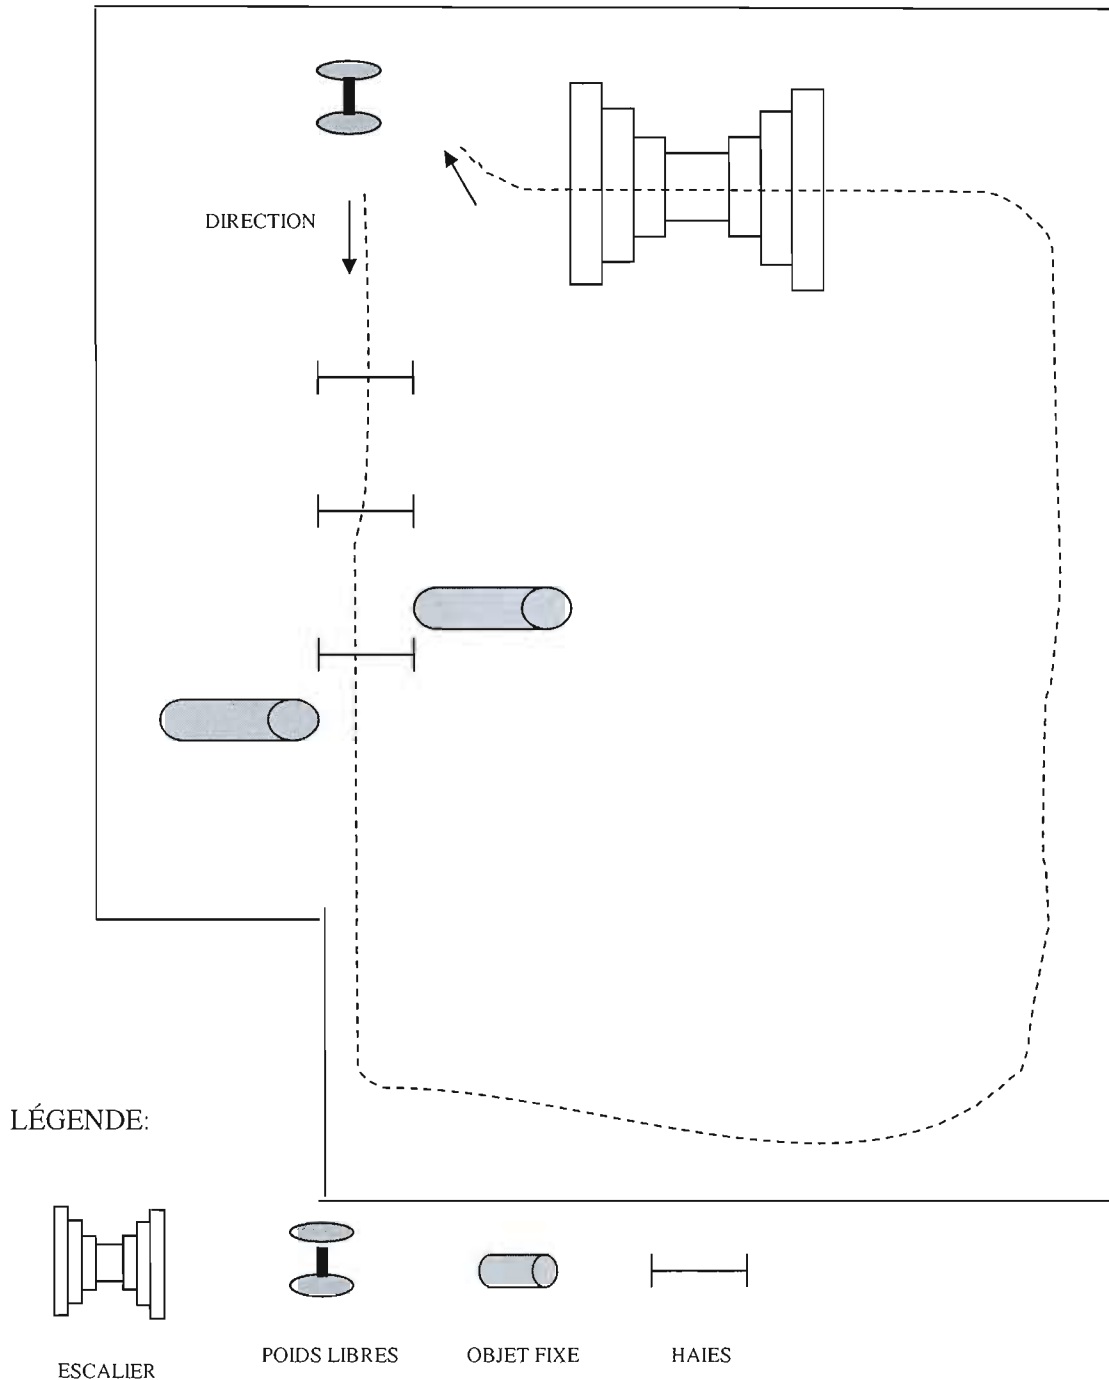 DIRECTION
LÉGENDE:
ESCALIER
POIDS LIBRES
OBJET FIXE
HAIES